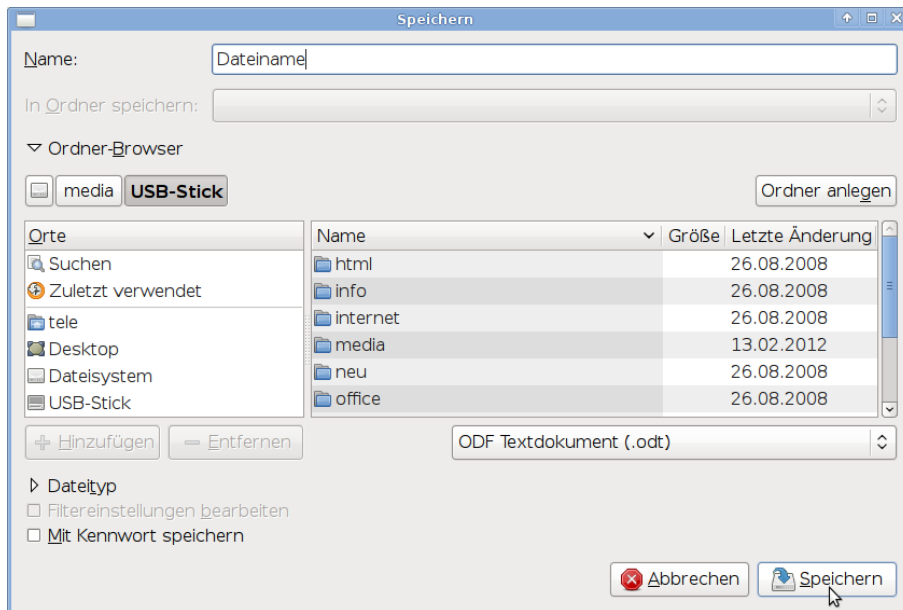 Speichern
Name: Dateiname
In Ordner speichern:
Ordner-Browser
media USB-Stick Ordner anlegen
Orte Name Größe Letzte Änderung
Suchen html 26.08.2008
Zuletzt verwendet info 26.08.2008
tele internet 26.08.2008
Desktop media 13.02.2012
Dateisystem neu 26.08.2008
USB-Stick office 26.08.2008
Hinzufügen Entfernen ODF Textdokument (.odt)
Dateityp
Filtereinstellungen bearbeiten
Mit Kennwort speichern
Abbrechen Speichern